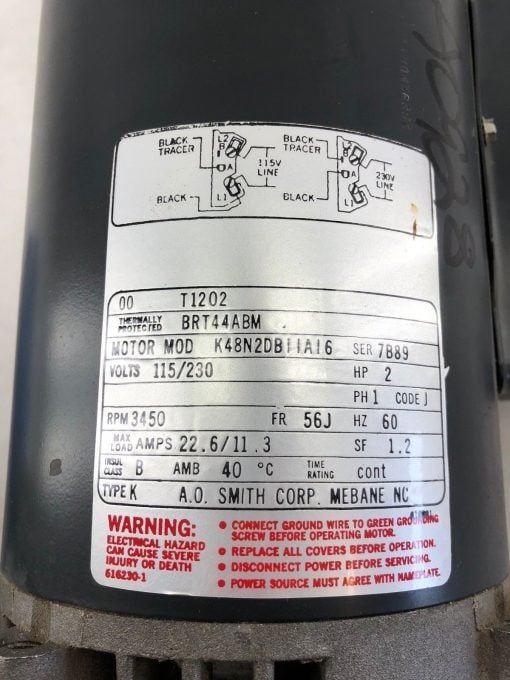 BLACK TRACER
L2
B
A
115V LINE
BLACK
L1
BLACK TRACER
L2
B
A
230V LINE
BLACK
L1
00 T1202
THERMALLY PROTECTED BRT44ABM
MOTOR MOD K48N2DB11A16 SER 7B89
VOLTS 115/230 HP 2
PH 1 CODE J
RPM 3450 FR 56J HZ 60
MAX LOAD AMPS 22.6/11.3 SF 1.2
INSUL CLASS B AMB 40 °C TIME RATING cont
TYPE K A.O. SMITH CORP. MEBANE NC
WARNING:
ELECTRICAL HAZARD
CAN CAUSE SEVERE
INJURY OR DEATH
616230-1
• CONNECT GROUND WIRE TO GREEN GROUNDING
SCREW BEFORE OPERATING MOTOR.
• REPLACE ALL COVERS BEFORE OPERATION.
• DISCONNECT POWER BEFORE SERVICING.
• POWER SOURCE MUST AGREE WITH NAMEPLATE.